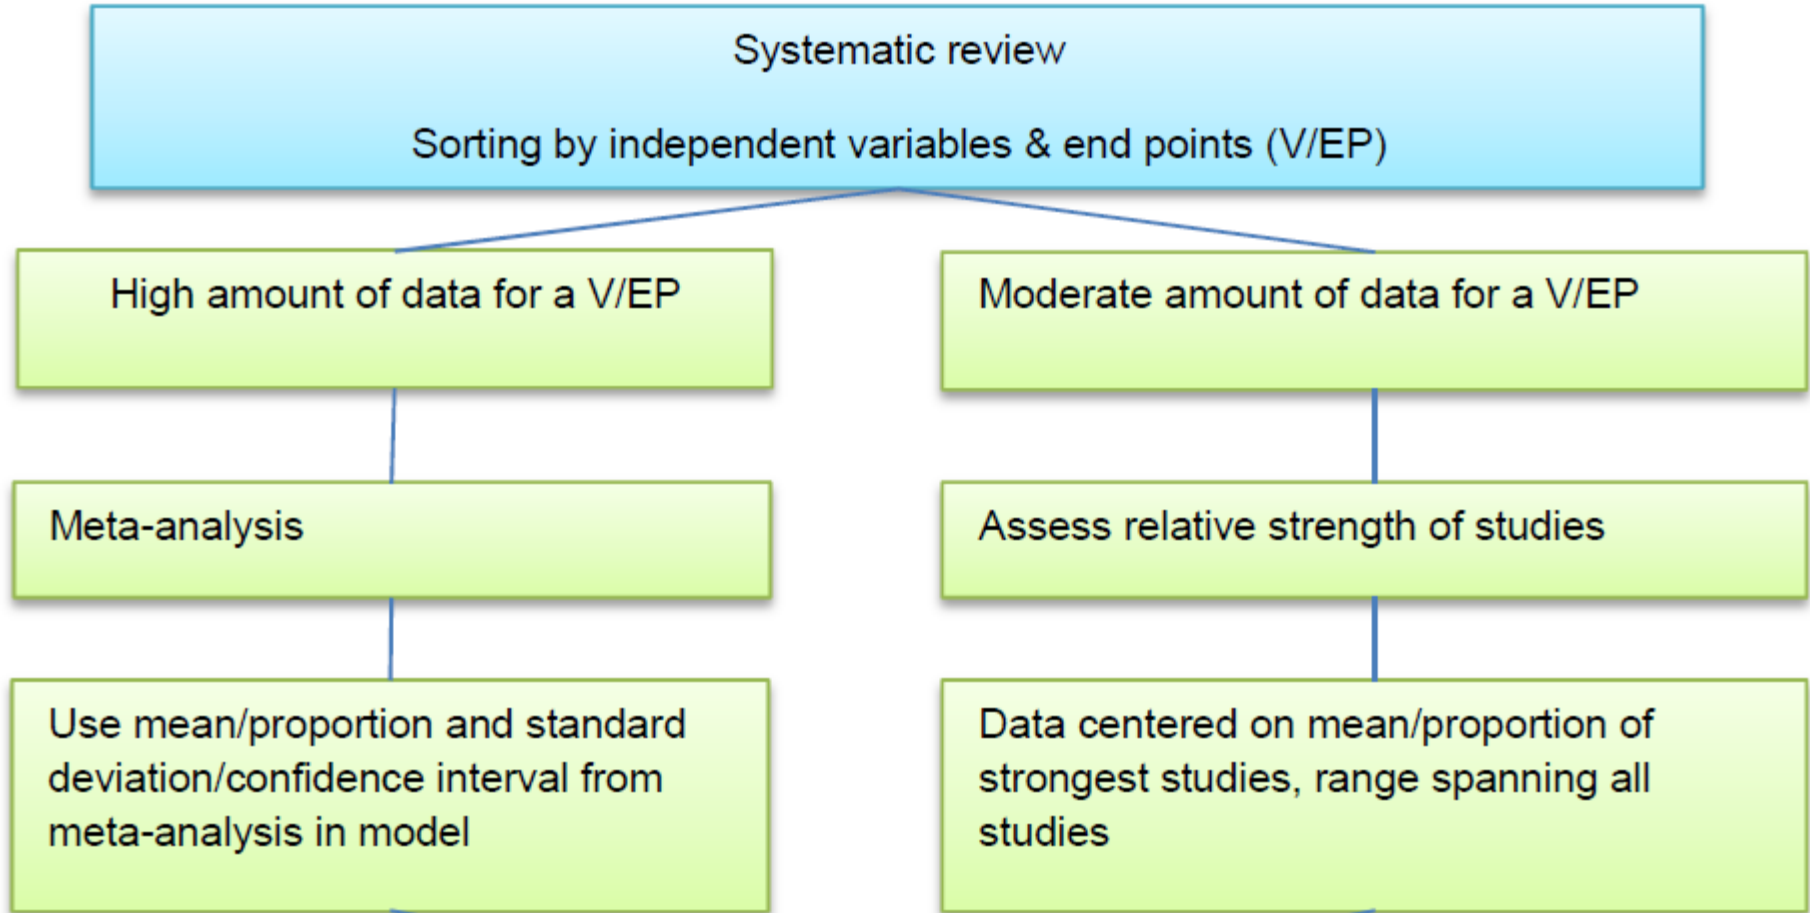 Systematic review
Sorting by independent variables & end points (V/EP)
High amount of data for a V/EP
Moderate amount of data for a V/EP
Meta-analysis
Assess relative strength of studies
Use mean/proportion and standard
deviation/confidence interval from
meta-analysis in model
Data centered on mean/proportion of
strongest studies, range spanning all
studies